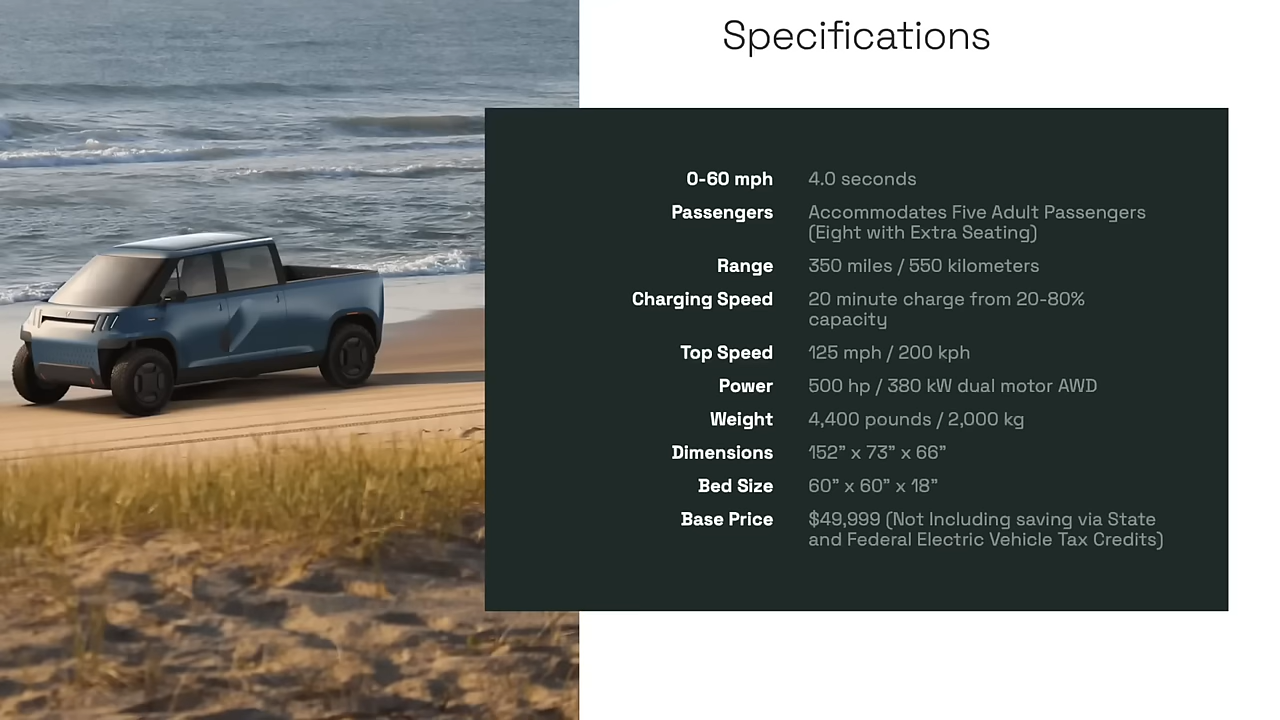 Specifications
0-60 mph 4.0 seconds
Passengers Accommodates Five Adult Passengers
(Eight with Extra Seating)
Range 350 miles / 550 kilometers
Charging Speed 20 minute charge from 20-80%
capacity
Top Speed 125 mph / 200 kph
Power 500 hp / 380 kW dual motor AWD
Weight 4,400 pounds / 2,000 kg
Dimensions 152” x 73” x 66”
Bed Size 60” x 60” x 18”
Base Price $49,999 (Not Including saving via State
and Federal Electric Vehicle Tax Credits)